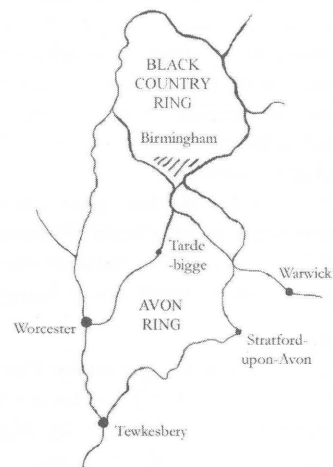 BLACK
COUNTRY
RING
Birmingham
Tarde
-bigge
Warwick
AVON
RING
Worcester
Stratford-
upon-Avon
Tewkesbery